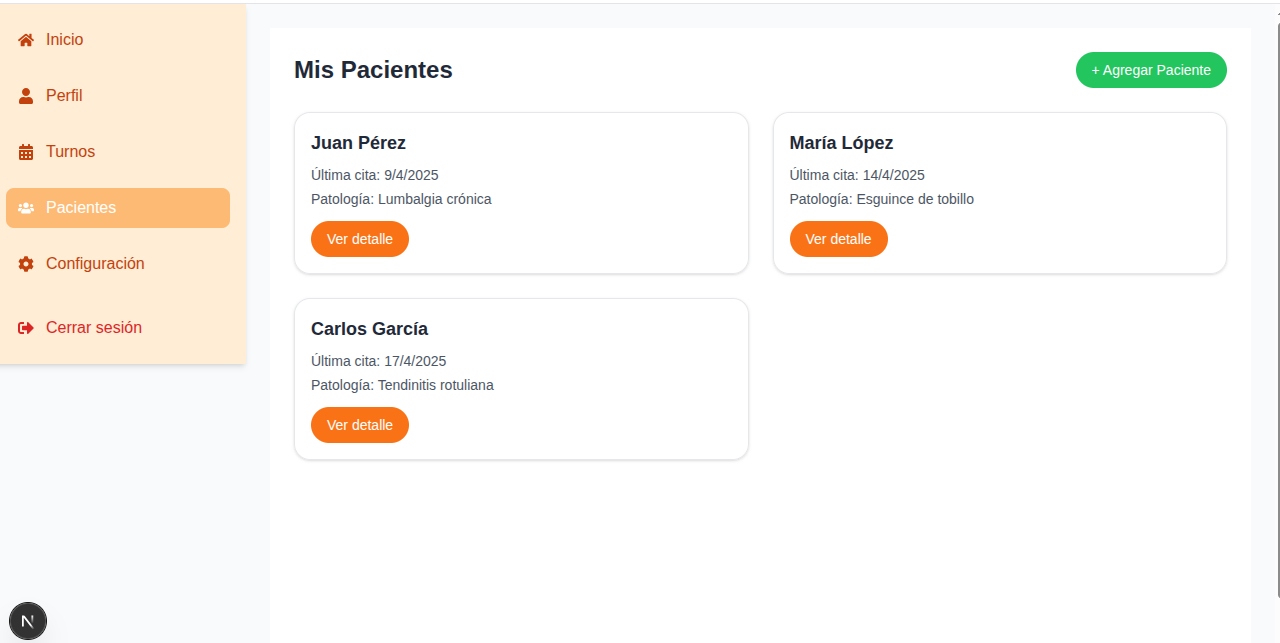 Inicio
Perfil
Turnos
Pacientes
Configuración
Cerrar sesión
Mis Pacientes
+ Agregar Paciente
Juan Pérez
Última cita: 9/4/2025
Patología: Lumbalgia crónica
Ver detalle
María López
Última cita: 14/4/2025
Patología: Esguince de tobillo
Ver detalle
Carlos García
Última cita: 17/4/2025
Patología: Tendinitis rotuliana
Ver detalle
N